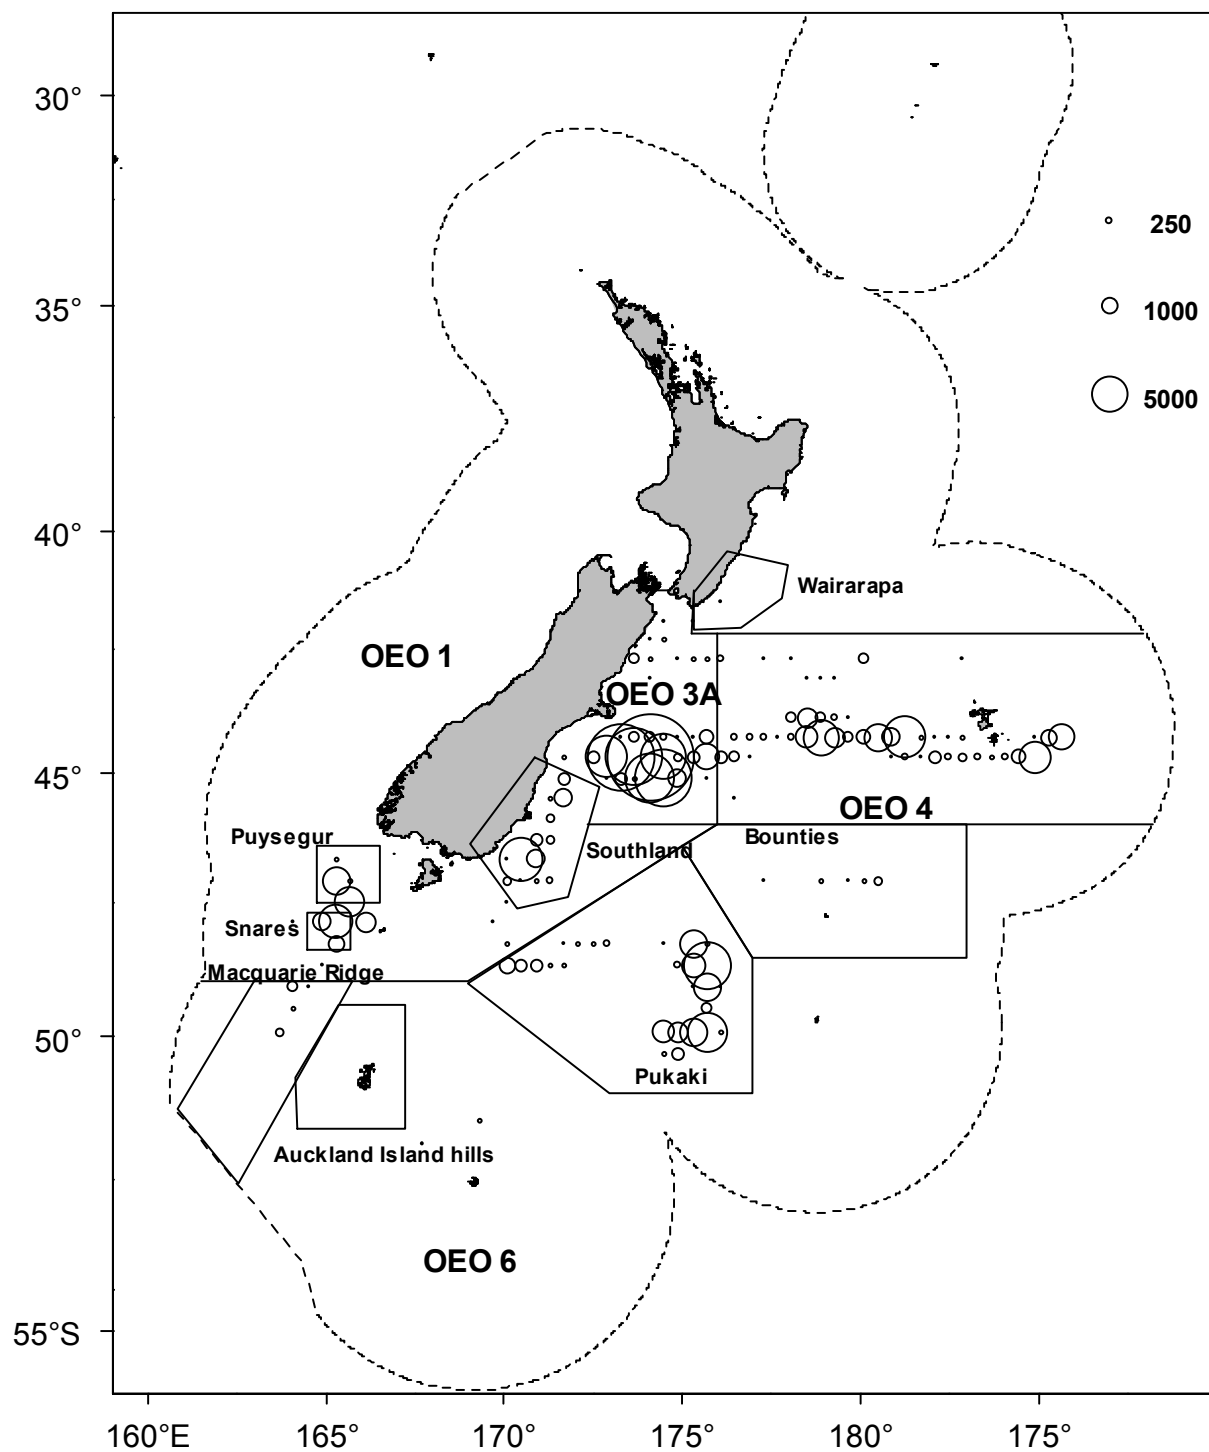 30°
250
35°
1000
5000
40°
Wairarapa
OEO 1
OEO 3A
45°
OEO 4
Puysegur
Bounties
Southland
Snares
Macquarie Ridge
50°
Pukaki
Auckland Island hills
OEO 6
55°S
160°E 165° 170° 175° 180° 175°